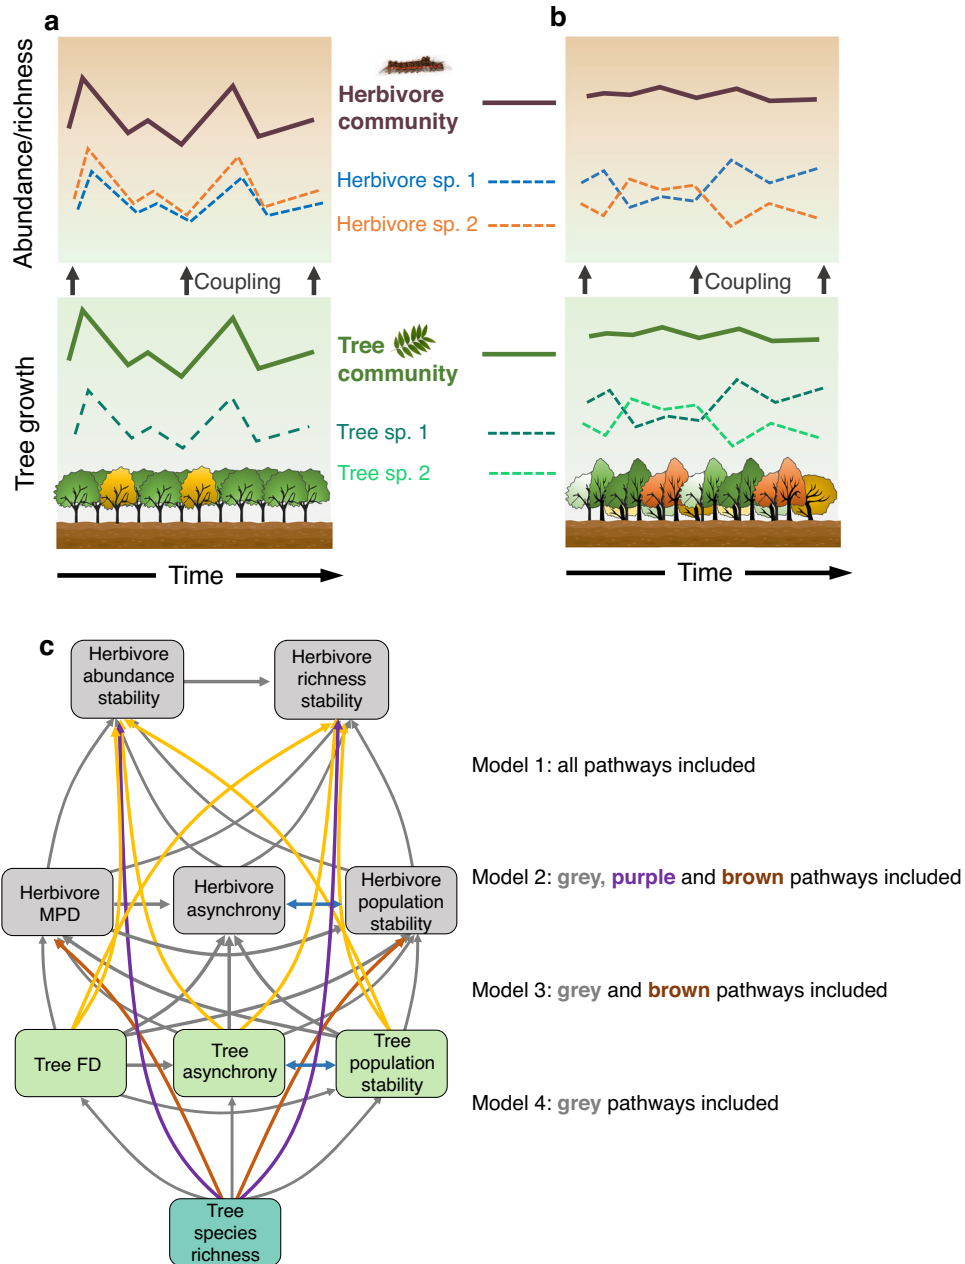 a
b
Abundance/richness
Herbivore
community
Herbivore sp. 1
Herbivore sp. 2
Coupling
Coupling
Tree growth
Tree
community
Tree sp. 1
Tree sp. 2
Time
Time
c
Herbivore
abundance
stability
Herbivore
richness
stability
Model 1: all pathways included
Herbivore
MPD
Herbivore
asynchrony
Herbivore
population
stability
Model 2: grey, purple and brown pathways included
Model 3: grey and brown pathways included
Tree FD
Tree
asynchrony
Tree
population
stability
Model 4: grey pathways included
Tree
species
richness